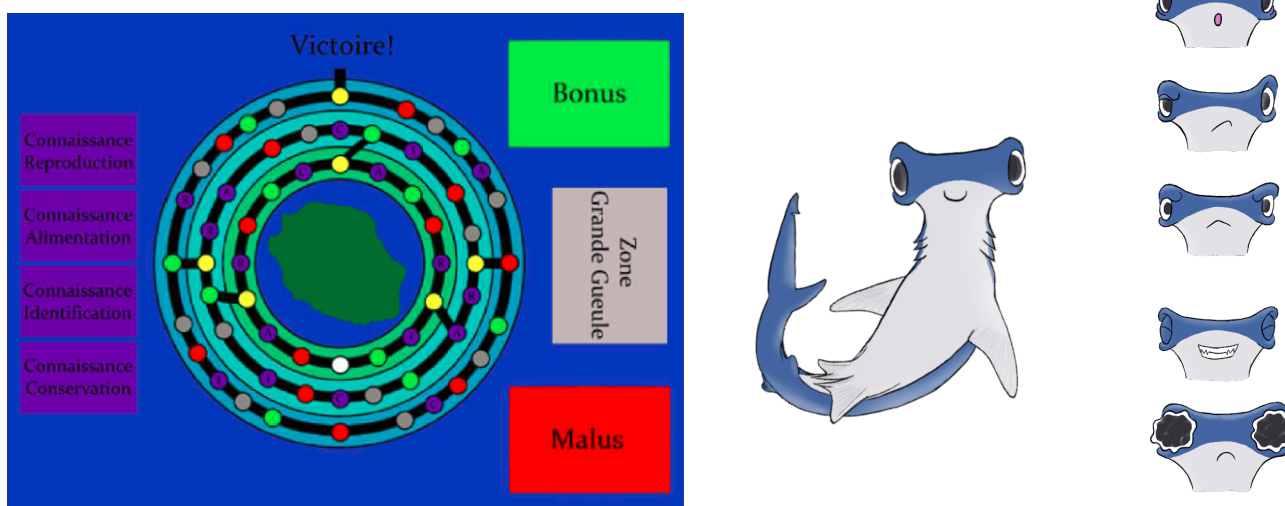 Victoire!
Bonus
Connaissance
Reproduction
Connaissance
Alimentation
Connaissance
Identification
Connaissance
Conservation
Zone
Grande Gueule
Malus